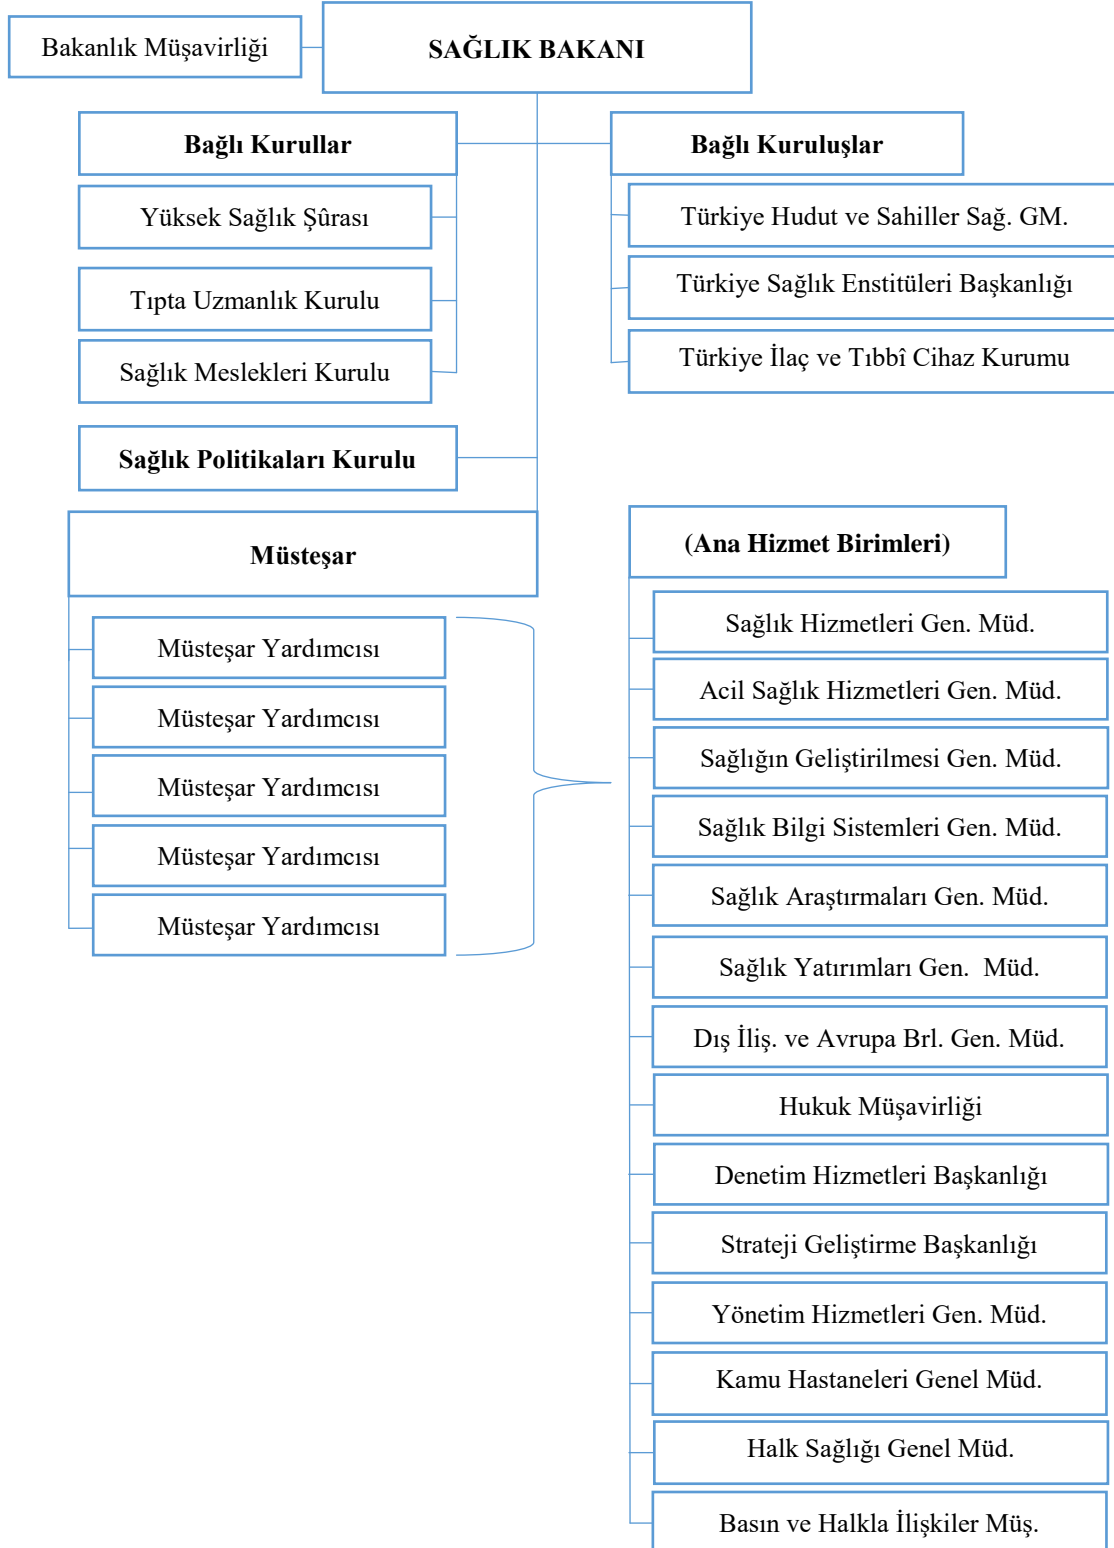 Bakanlık Müşavirliği
SAĞLIK BAKANI
Bağlı Kurullar
Yüksek Sağlık Şûrası
Tıpta Uzmanlık Kurulu
Sağlık Meslekleri Kurulu
Bağlı Kuruluşlar
Türkiye Hudut ve Sahiller Sağ. GM.
Türkiye Sağlık Enstitüleri Başkanlığı
Türkiye İlaç ve Tıbbî Cihaz Kurumu
Sağlık Politikaları Kurulu
Müsteşar
Müsteşar Yardımcısı
Müsteşar Yardımcısı
Müsteşar Yardımcısı
Müsteşar Yardımcısı
Müsteşar Yardımcısı
(Ana Hizmet Birimleri)
Sağlık Hizmetleri Gen. Müd.
Acil Sağlık Hizmetleri Gen. Müd.
Sağlığın Geliştirilmesi Gen. Müd.
Sağlık Bilgi Sistemleri Gen. Müd.
Sağlık Araştırmaları Gen. Müd.
Sağlık Yatırımları Gen. Müd.
Dış İliş. ve Avrupa Brl. Gen. Müd.
Hukuk Müşavirliği
Denetim Hizmetleri Başkanlığı
Strateji Geliştirme Başkanlığı
Yönetim Hizmetleri Gen. Müd.
Kamu Hastaneleri Genel Müd.
Halk Sağlığı Genel Müd.
Basın ve Halkla İlişkiler Müş.